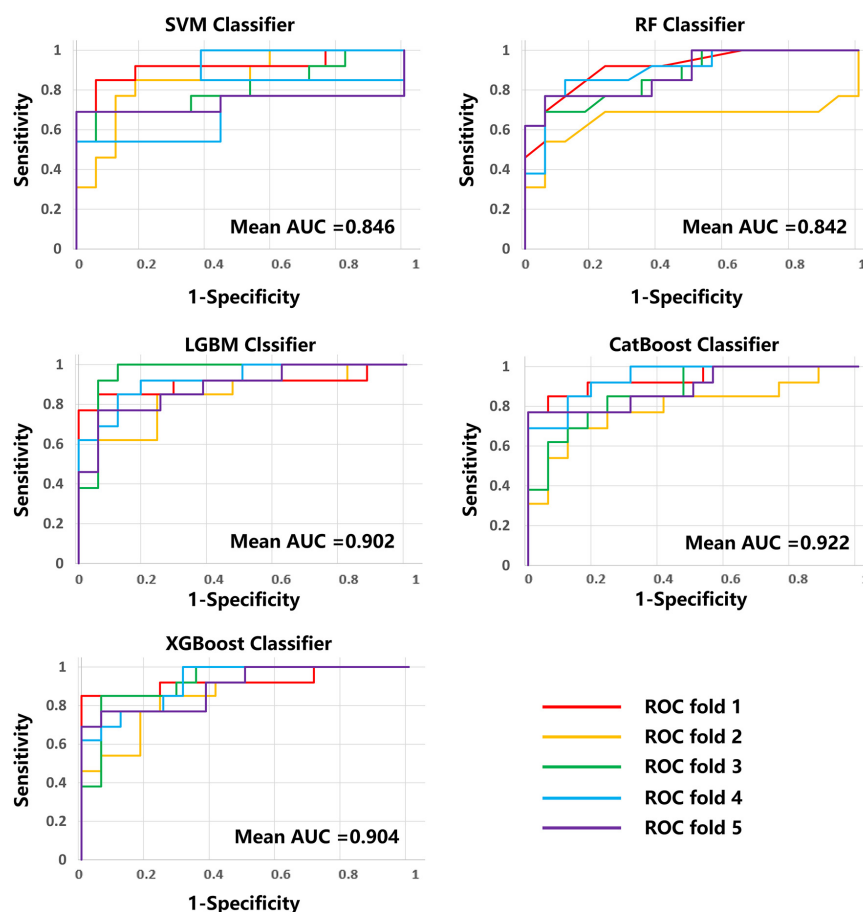 SVM Classifier
1
0.8
0.6
0.4
0.2
0
Sensitivity
Mean AUC =0.846
0.2 0.4 0.6 0.8 1
1-Specificity
RF Classifier
1
0.8
0.6
0.4
0.2
0
Sensitivity
Mean AUC =0.842
0 0.2 0.4 0.6 0.8 1
1-Specificity
LGBM Clssifier
1
0.8
0.6
0.4
0.2
0
Sensitivity
Mean AUC =0.902
0 0.2 0.4 0.6 0.8 1
1-Specificity
CatBoost Classifier
1
0.8
0.6
0.4
0.2
0
Sensitivity
Mean AUC =0.922
0 0.2 0.4 0.6 0.8 1
1-Specificity
XGBoost Classifier
1
0.8
0.6
0.4
0.2
0
Sensitivity
Mean AUC =0.904
0 0.2 0.4 0.6 0.8 1
1-Specificity
ROC fold 1
ROC fold 2
ROC fold 3
ROC fold 4
ROC fold 5